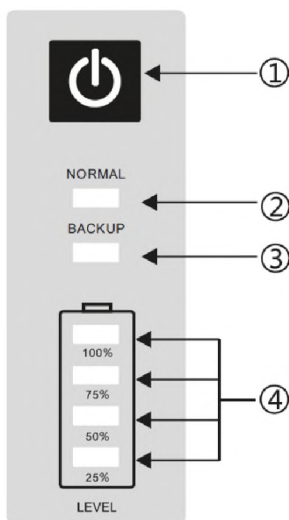 ①
NORMAL
②
BACKUP
③
100%
75%
④
50%
25%
LEVEL